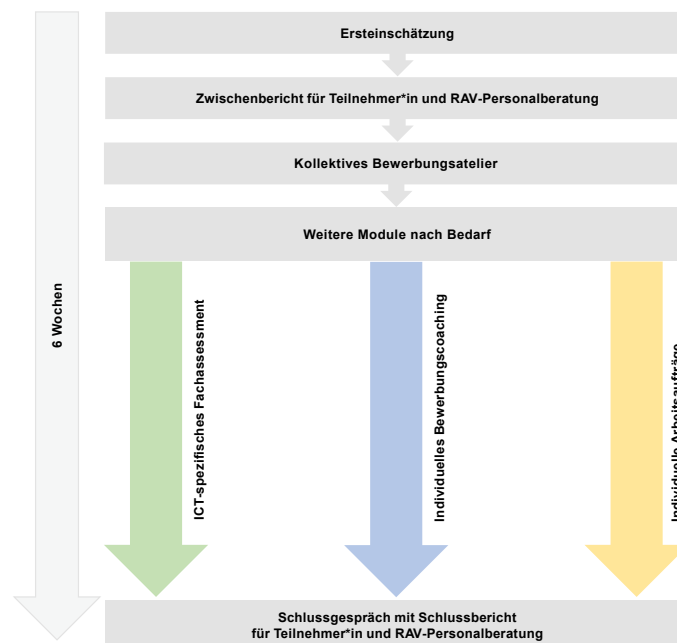 Ersteinschätzung
Zwischenbericht für Teilnehmer*in und RAV-Personalberatung
Kollektives Bewerbungsatelier
Weitere Module nach Bedarf
6 Wochen
ICT-spezifisches Fachassessment
Individuelles Bewerbungscoaching
Individuelle Arbeitsaufträge
Schlussgespräch mit Schlussbericht
für Teilnehmer*in und RAV-Personalberatung